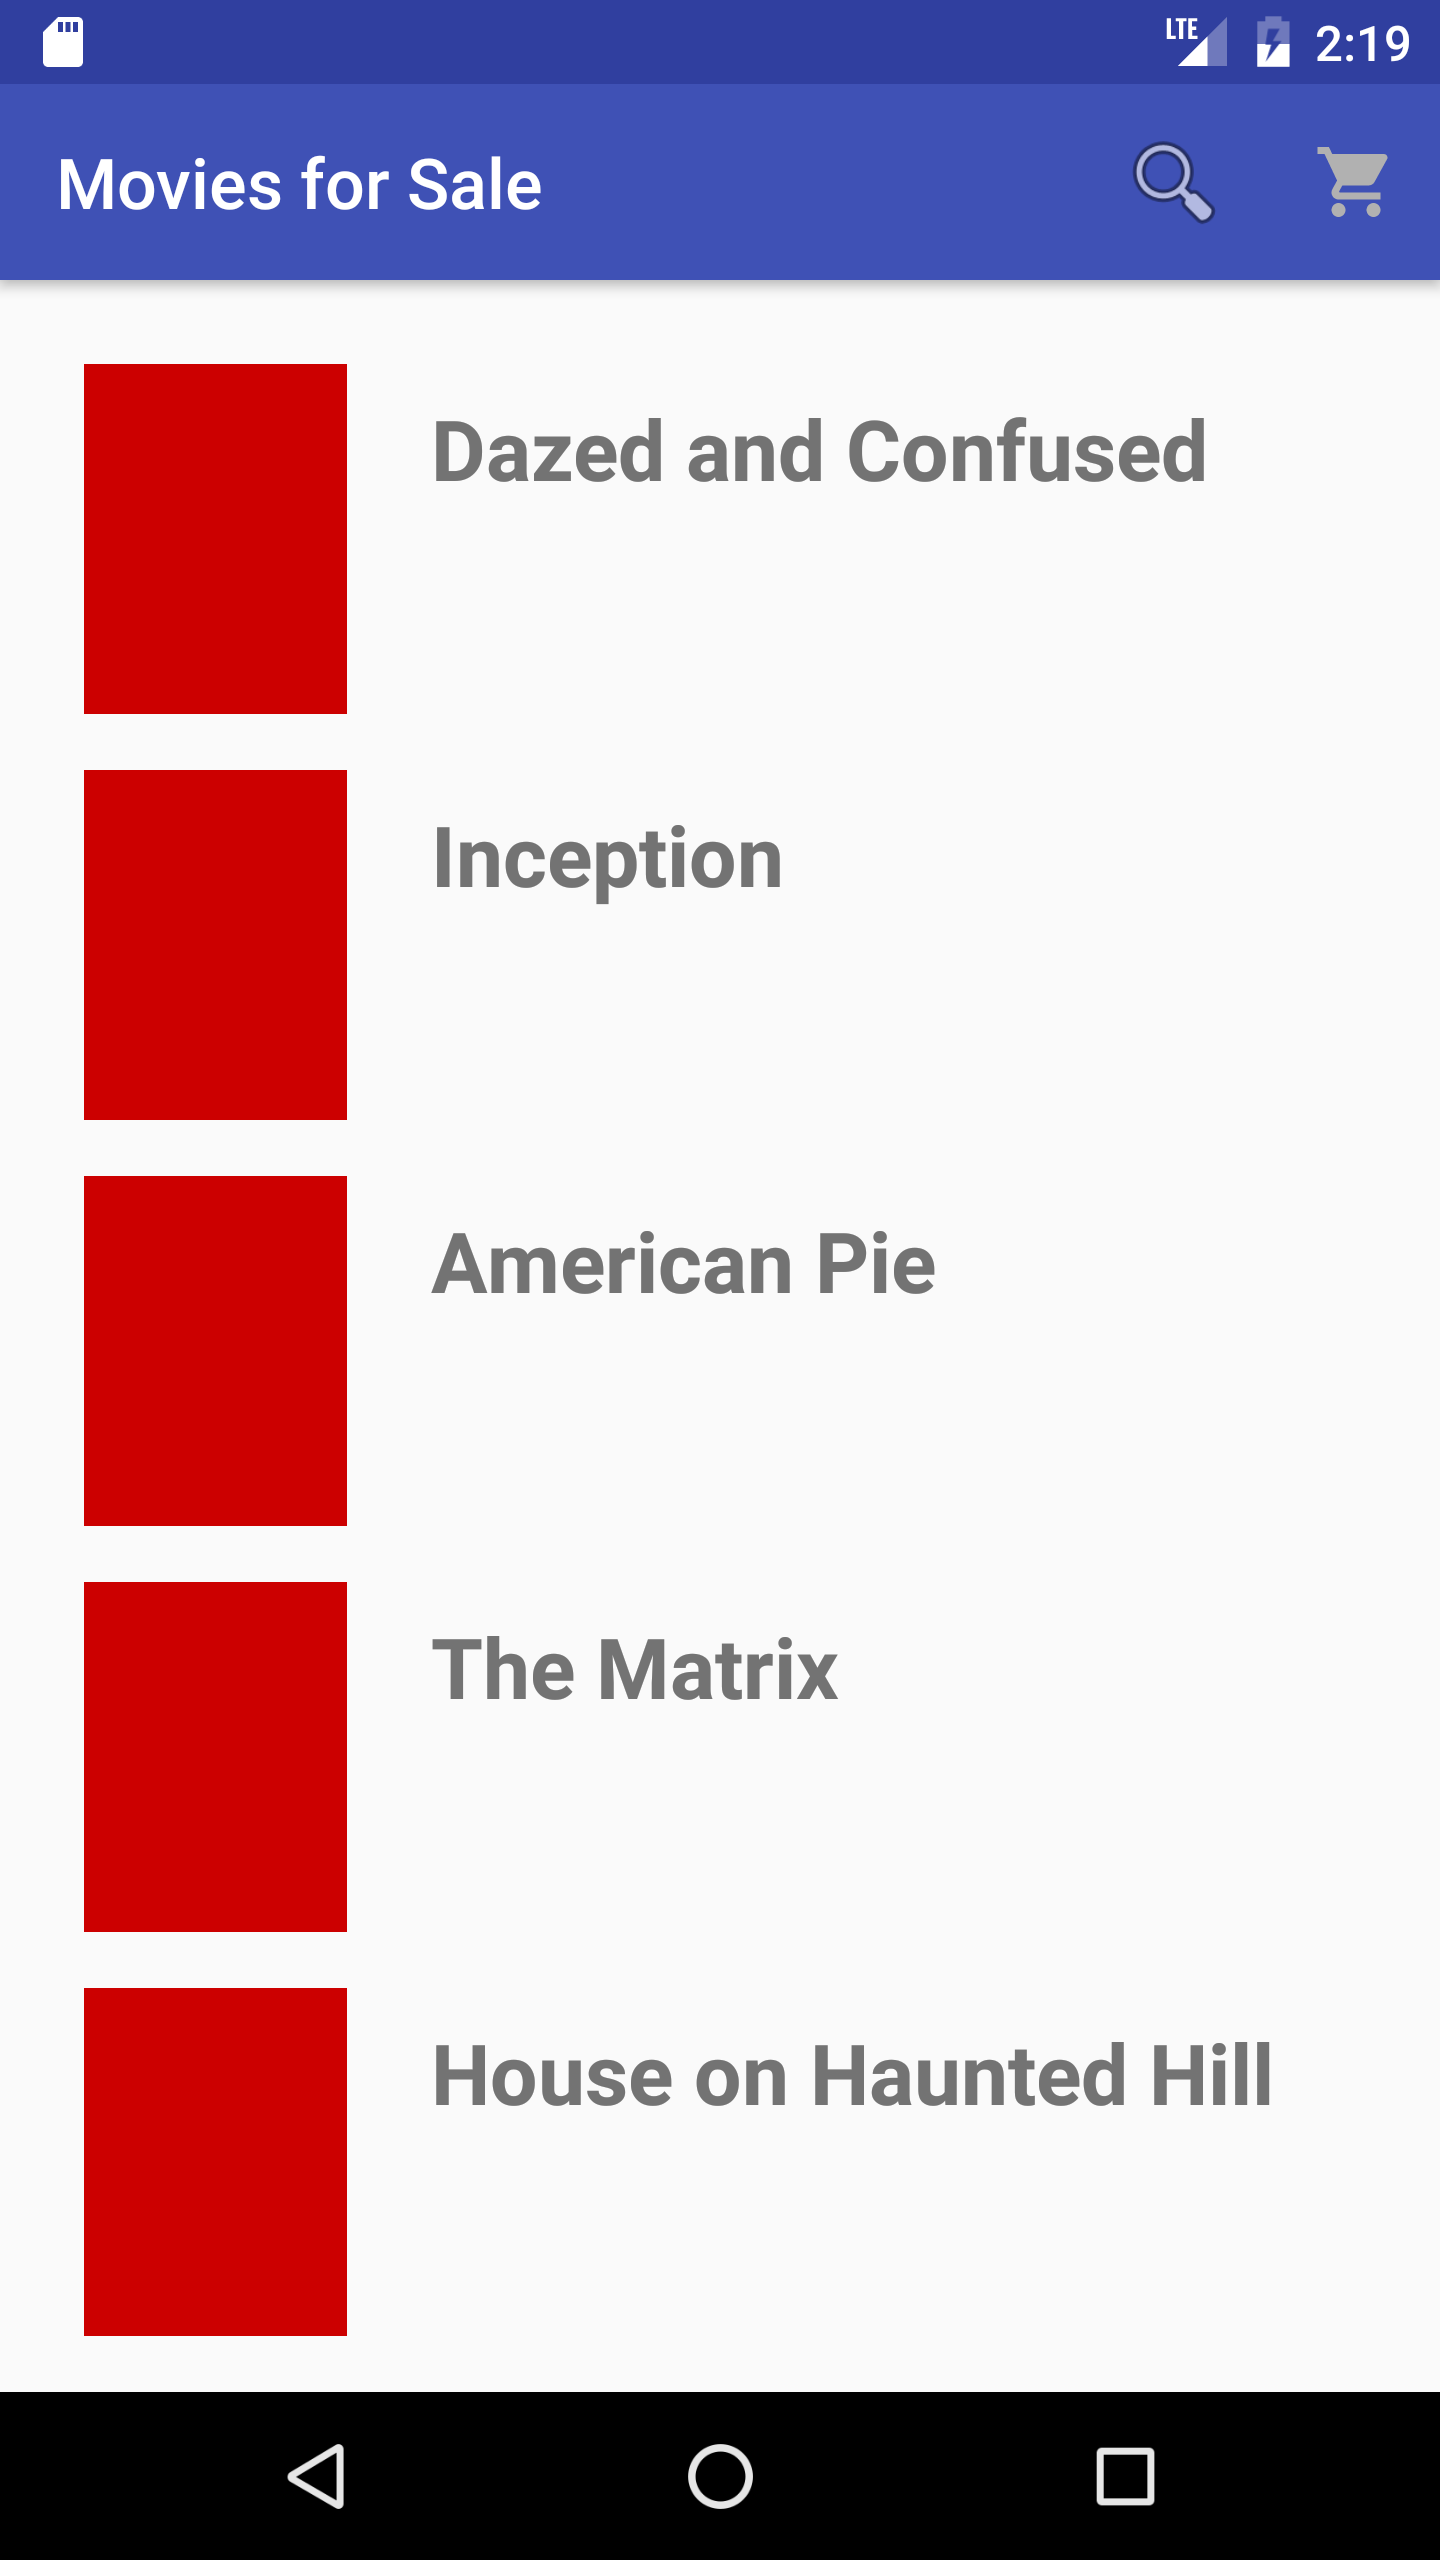 LTE 2:19
Movies for Sale
Dazed and Confused
Inception
American Pie
The Matrix
House on Haunted Hill